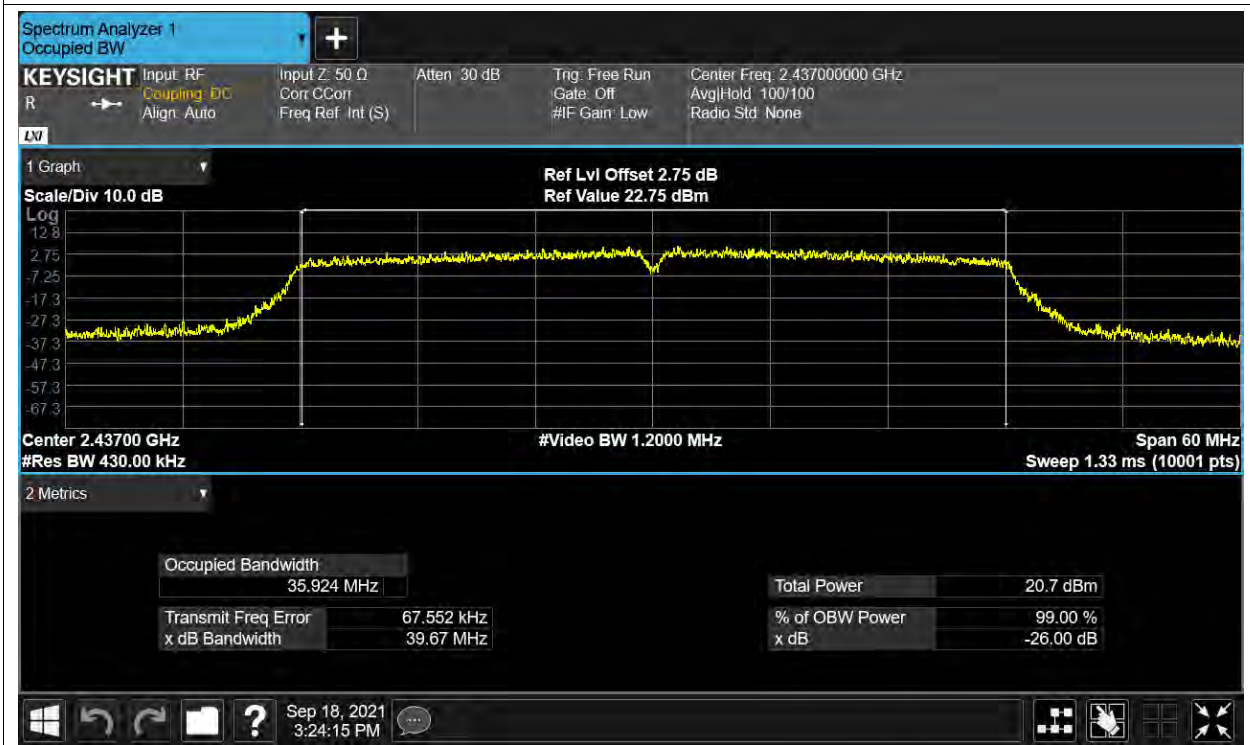 Spectrum Analyzer 1
Occupied BW
+
KEYSIGHT
R
LXI
Input: RF
Coupling: DC
Align: Auto
Input Z: 50 Ω
Corr CCorr
Freq Ref: Int (S)
Atten: 30 dB
Trig: Free Run
Gate: Off
#IF Gain: Low
Center Freq: 2.437000000 GHz
Avg|Hold: 100/100
Radio Std: None
1 Graph
Scale/Div 10.0 dB
Ref Lvl Offset 2.75 dB
Ref Value 22.75 dBm
Log
12.8
2.75
-7.25
-17.3
-27.3
-37.3
-47.3
-57.3
-67.3
Center 2.43700 GHz
#Res BW 430.00 kHz
#Video BW 1.2000 MHz
Span 60 MHz
Sweep 1.33 ms (10001 pts)
2 Metrics
Occupied Bandwidth
35.924 MHz
Transmit Freq Error 67.552 kHz
x dB Bandwidth 39.67 MHz
Total Power 20.7 dBm
% of OBW Power 99.00 %
x dB -26.00 dB
?
Sep 18, 2021
3:24:15 PM